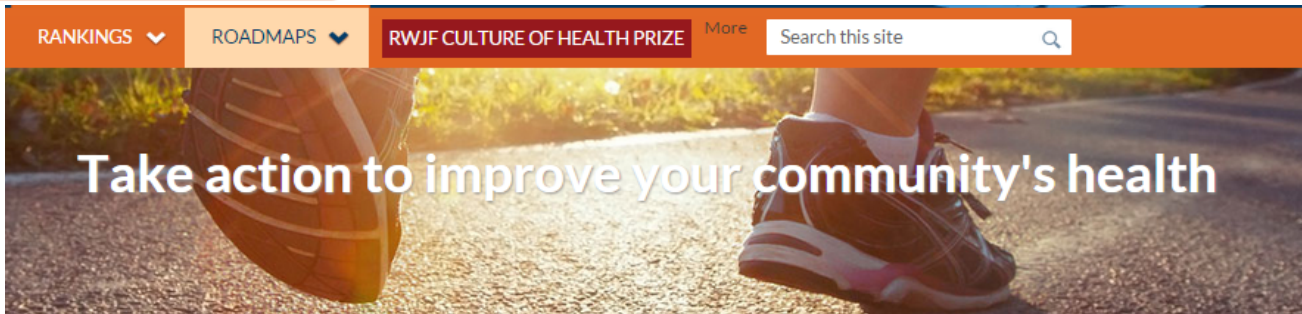 RANKINGS ROADMAPS RWJF CULTURE OF HEALTH PRIZE More Search this site
Take action to improve your community's health